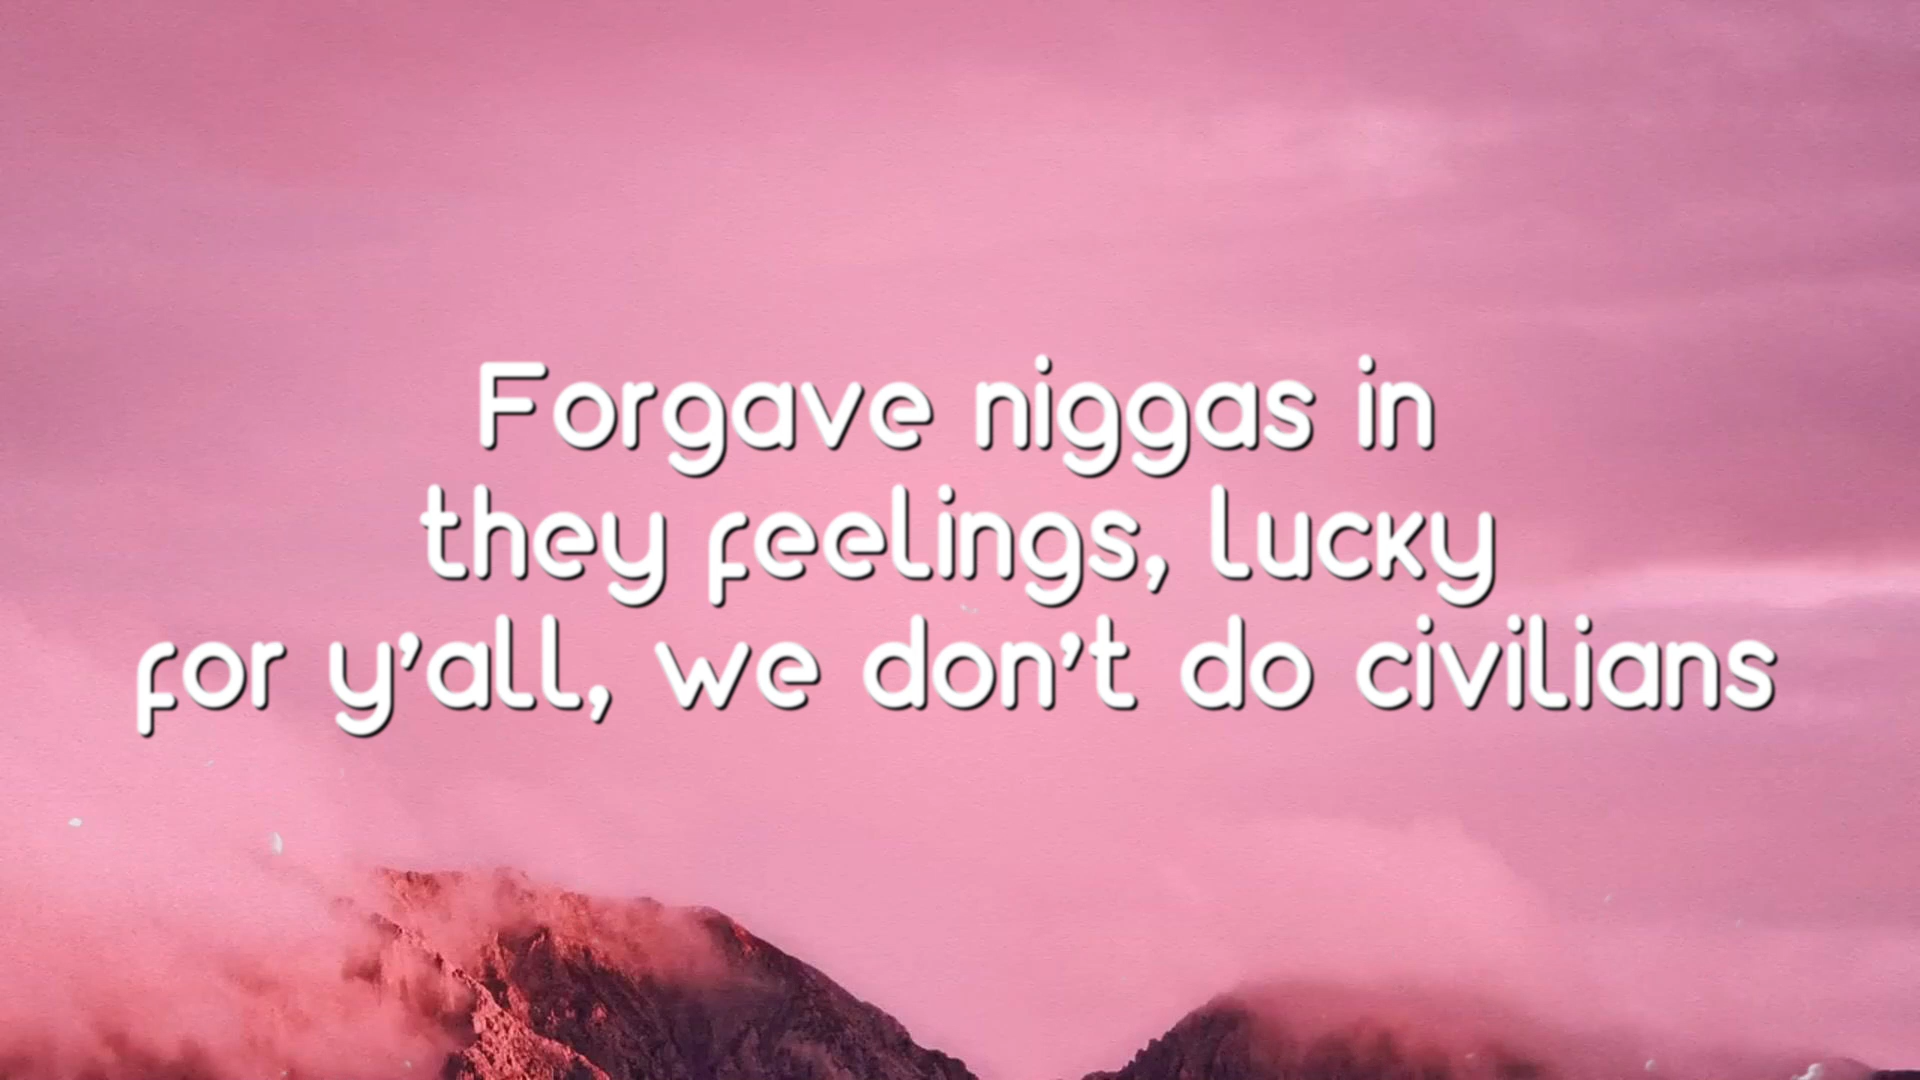 Forgave niggas in
they feelings, lucky
for y'all, we don't do civilians